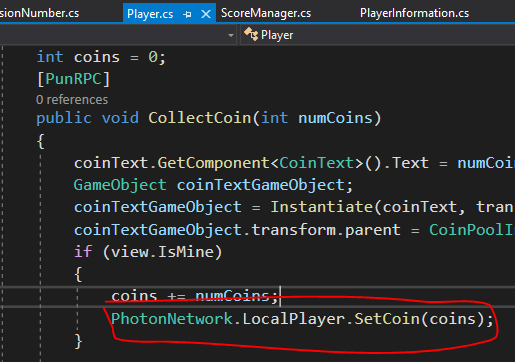 sionNumber.cs Player.cs ScoreManager.cs PlayerInformation.cs
Player
int coins = 0;
[PunRPC]
0 references
public void CollectCoin(int numCoins)
{
coinText.GetComponent<CoinText>().Text = numCoin
GameObject coinTextGameObject;
coinTextGameObject = Instantiate(coinText, tran
coinTextGameObject.transform.parent = CoinPoolI
if (view.IsMine)
{
coins += numCoins;
PhotonNetwork.LocalPlayer.SetCoin(coins);
}